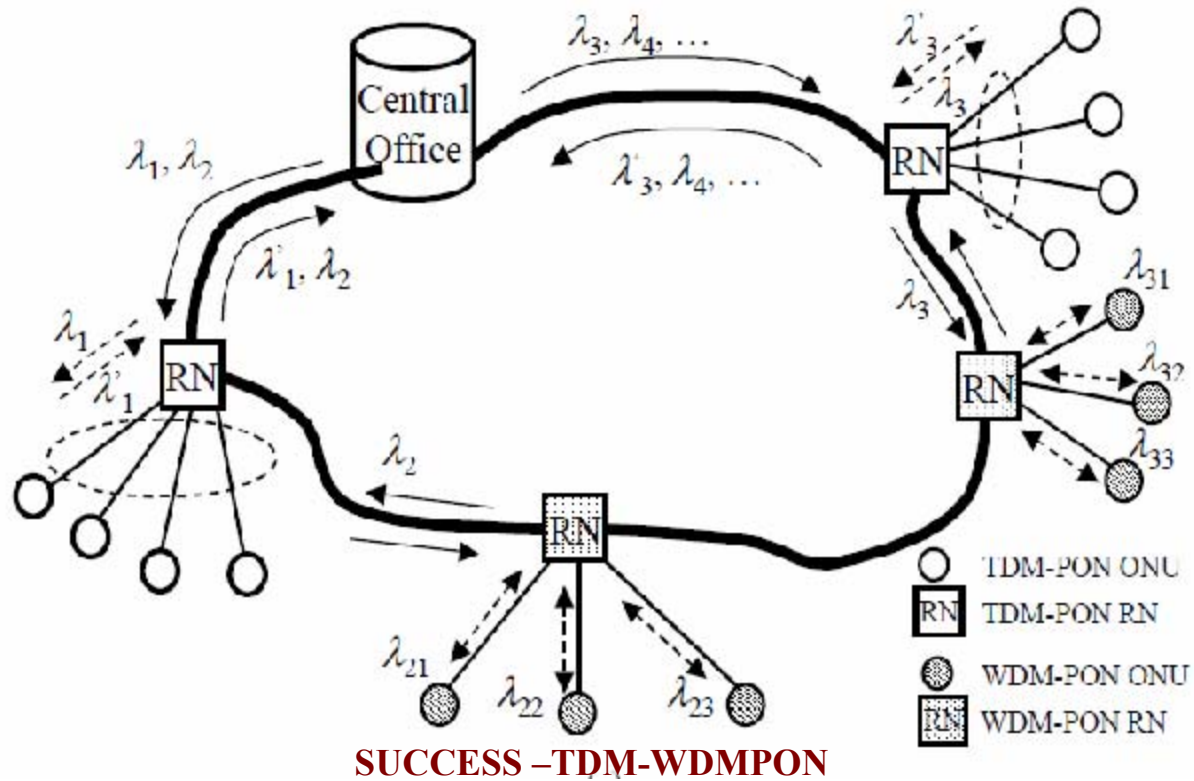 λ3, λ4, …
λ'3
λ3
Central
Office
RN
λ1, λ2
λ'3, λ4, …
λ'1, λ2
λ3
λ31
λ1
λ'1
RN
RN
λ32
λ33
λ2
RN
TDM-PON ONU
RN TDM-PON RN
λ21
λ22
λ23
WDM-PON ONU
RN WDM-PON RN
SUCCESS –TDM-WDMPON